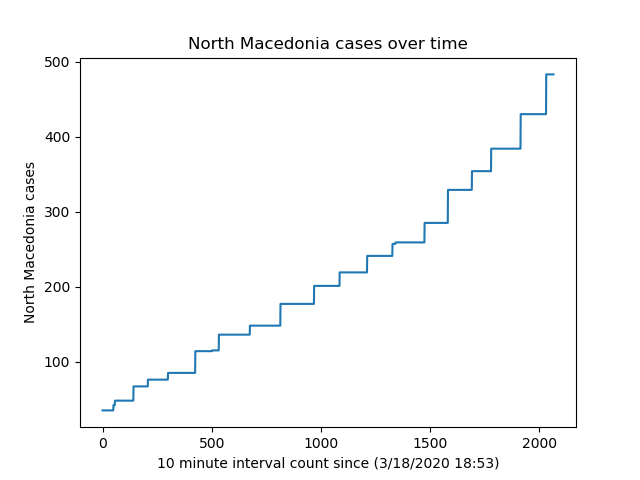 North Macedonia cases over time
500
400
300
200
100
North Macedonia cases
0 500 1000 1500 2000
10 minute interval count since (3/18/2020 18:53)